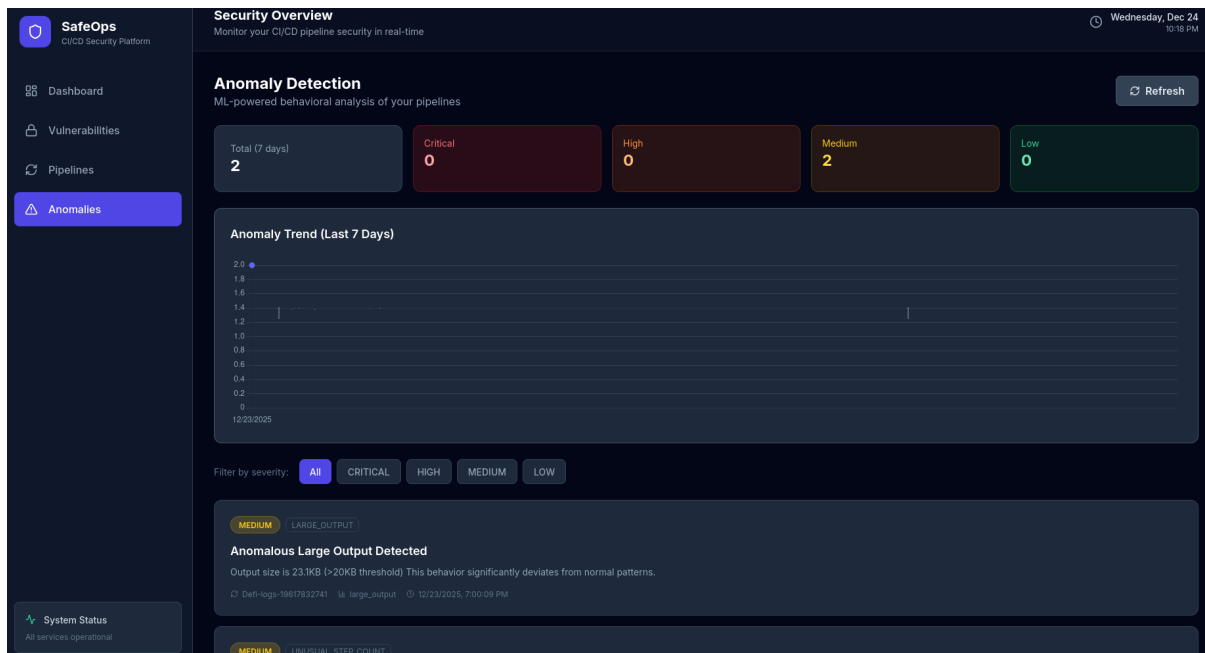 SafeOps
CI/CD Security Platform
Dashboard
Vulnerabilities
Pipelines
Anomalies
System Status
All services operational
Security Overview
Monitor your CI/CD pipeline security in real-time
Wednesday, Dec 24
10:18 PM
Anomaly Detection
ML-powered behavioral analysis of your pipelines
Refresh
Total (7 days)
2
Critical
0
High
0
Medium
2
Low
0
Anomaly Trend (Last 7 Days)
2.0
1.8
1.6
1.4
1.2
1.0
0.8
0.6
0.4
0.2
0
12/23/2025
Filter by severity: All CRITICAL HIGH MEDIUM LOW
MEDIUM LARGE_OUTPUT
Anomalous Large Output Detected
Output size is 23.1KB (>20KB threshold) This behavior significantly deviates from normal patterns.
Defi-logs-19617832741 large_output 12/23/2025, 7:00:09 PM
MEDIUM UNUSUAL_STEP_COUNT